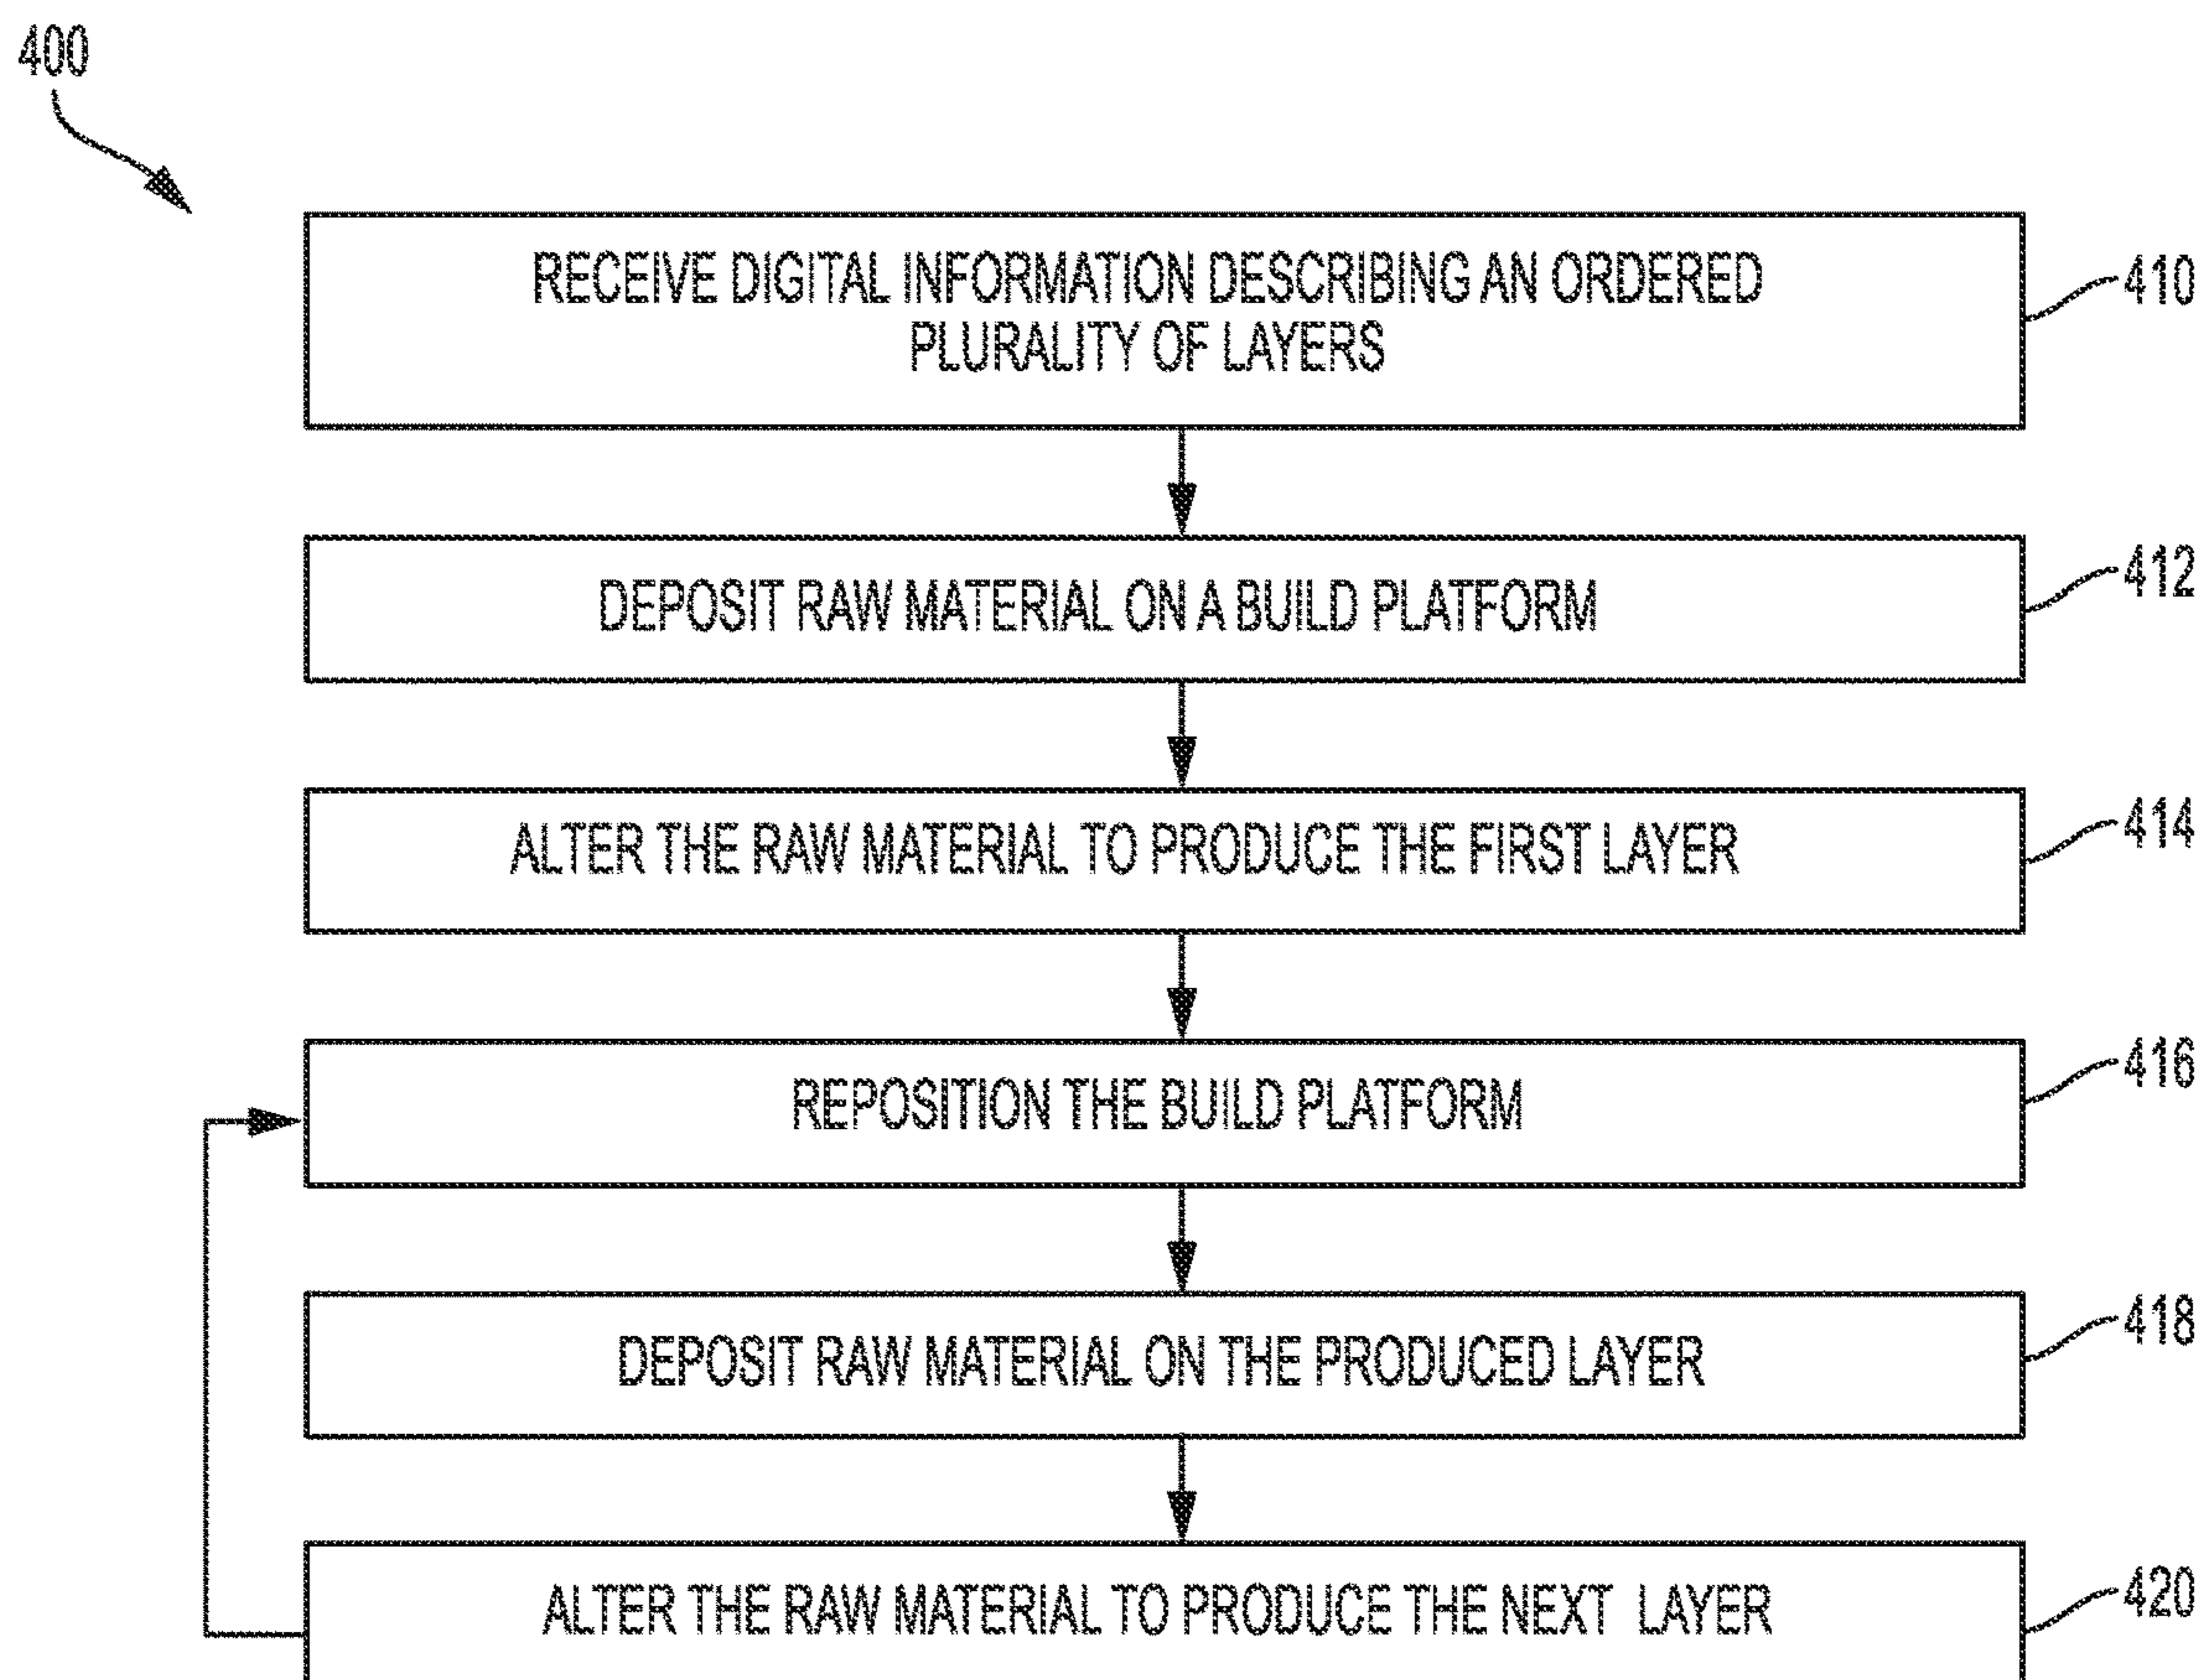 400
RECEIVE DIGITAL INFORMATION DESCRIBING AN ORDERED
PLURALITY OF LAYERS
410
DEPOSIT RAW MATERIAL ON A BUILD PLATFORM
412
ALTER THE RAW MATERIAL TO PRODUCE THE FIRST LAYER
414
REPOSITION THE BUILD PLATFORM
416
DEPOSIT RAW MATERIAL ON THE PRODUCED LAYER
418
ALTER THE RAW MATERIAL TO PRODUCE THE NEXT LAYER
420